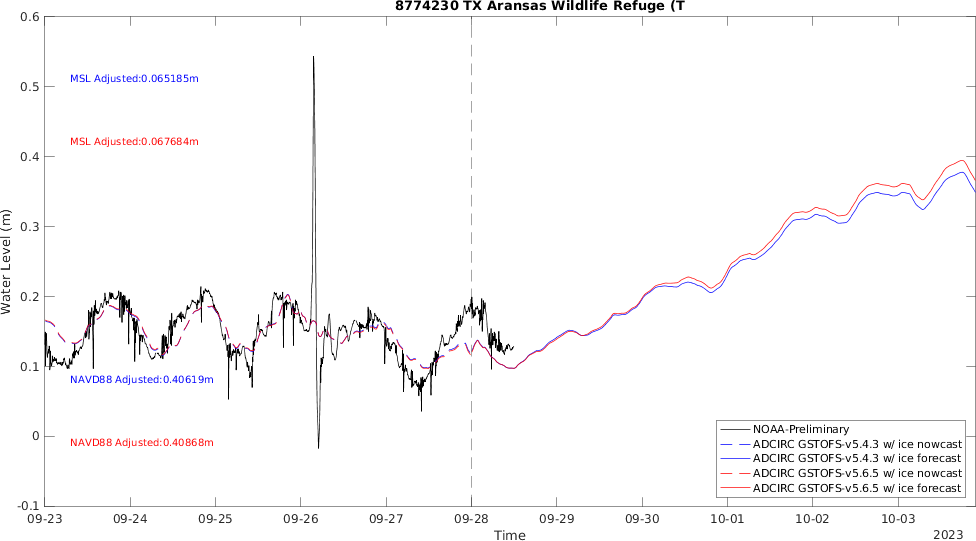 8774230 TX Aransas Wildlife Refuge (T
Water Level (m)
0.6
0.5
0.4
0.3
0.2
0.1
0
-0.1
MSL Adjusted:0.065185m
MSL Adjusted:0.067684m
NAVD88 Adjusted:0.40619m
NAVD88 Adjusted:0.40868m
NOAA-Preliminary
ADCIRC GSTOFS-v5.4.3 w/ ice nowcast
ADCIRC GSTOFS-v5.4.3 w/ ice forecast
ADCIRC GSTOFS-v5.6.5 w/ ice nowcast
ADCIRC GSTOFS-v5.6.5 w/ ice forecast
09-23 09-24 09-25 09-26 09-27 09-28 09-29 09-30 10-01 10-02 10-03
Time
2023